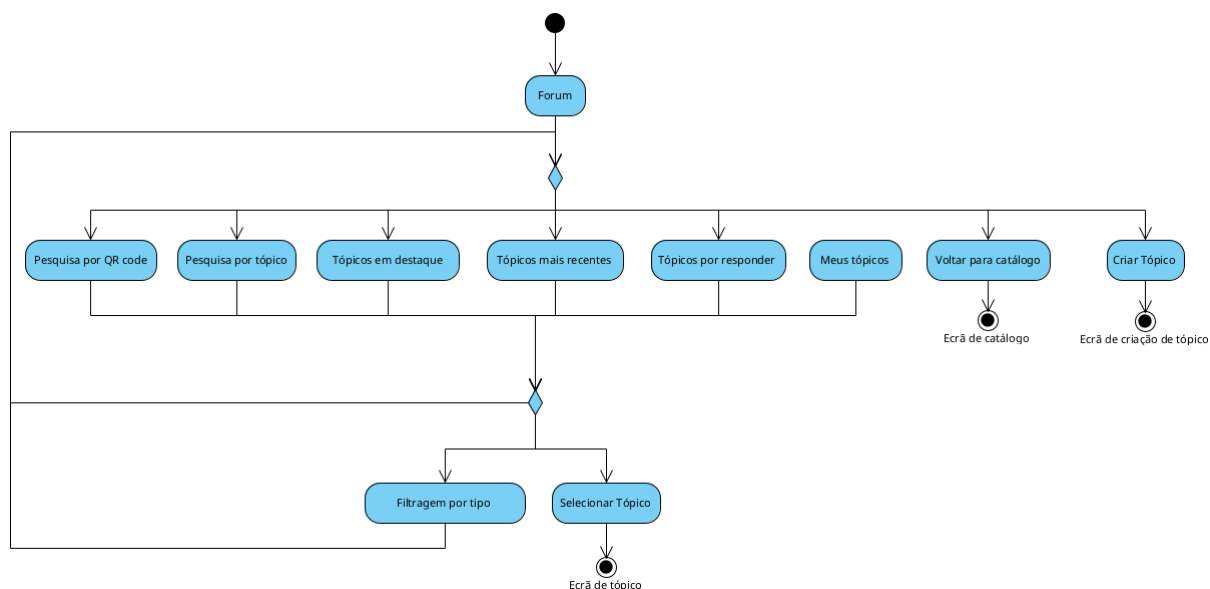 Forum
Pesquisa por QR code
Pesquisa por tópico
Tópicos em destaque
Tópicos mais recentes
Tópicos por responder
Meus tópicos
Voltar para catálogo
Criar Tópico
Ecrã de catálogo
Ecrã de criação de tópico
Filtragem por tipo
Selecionar Tópico
Ecrã de tópico